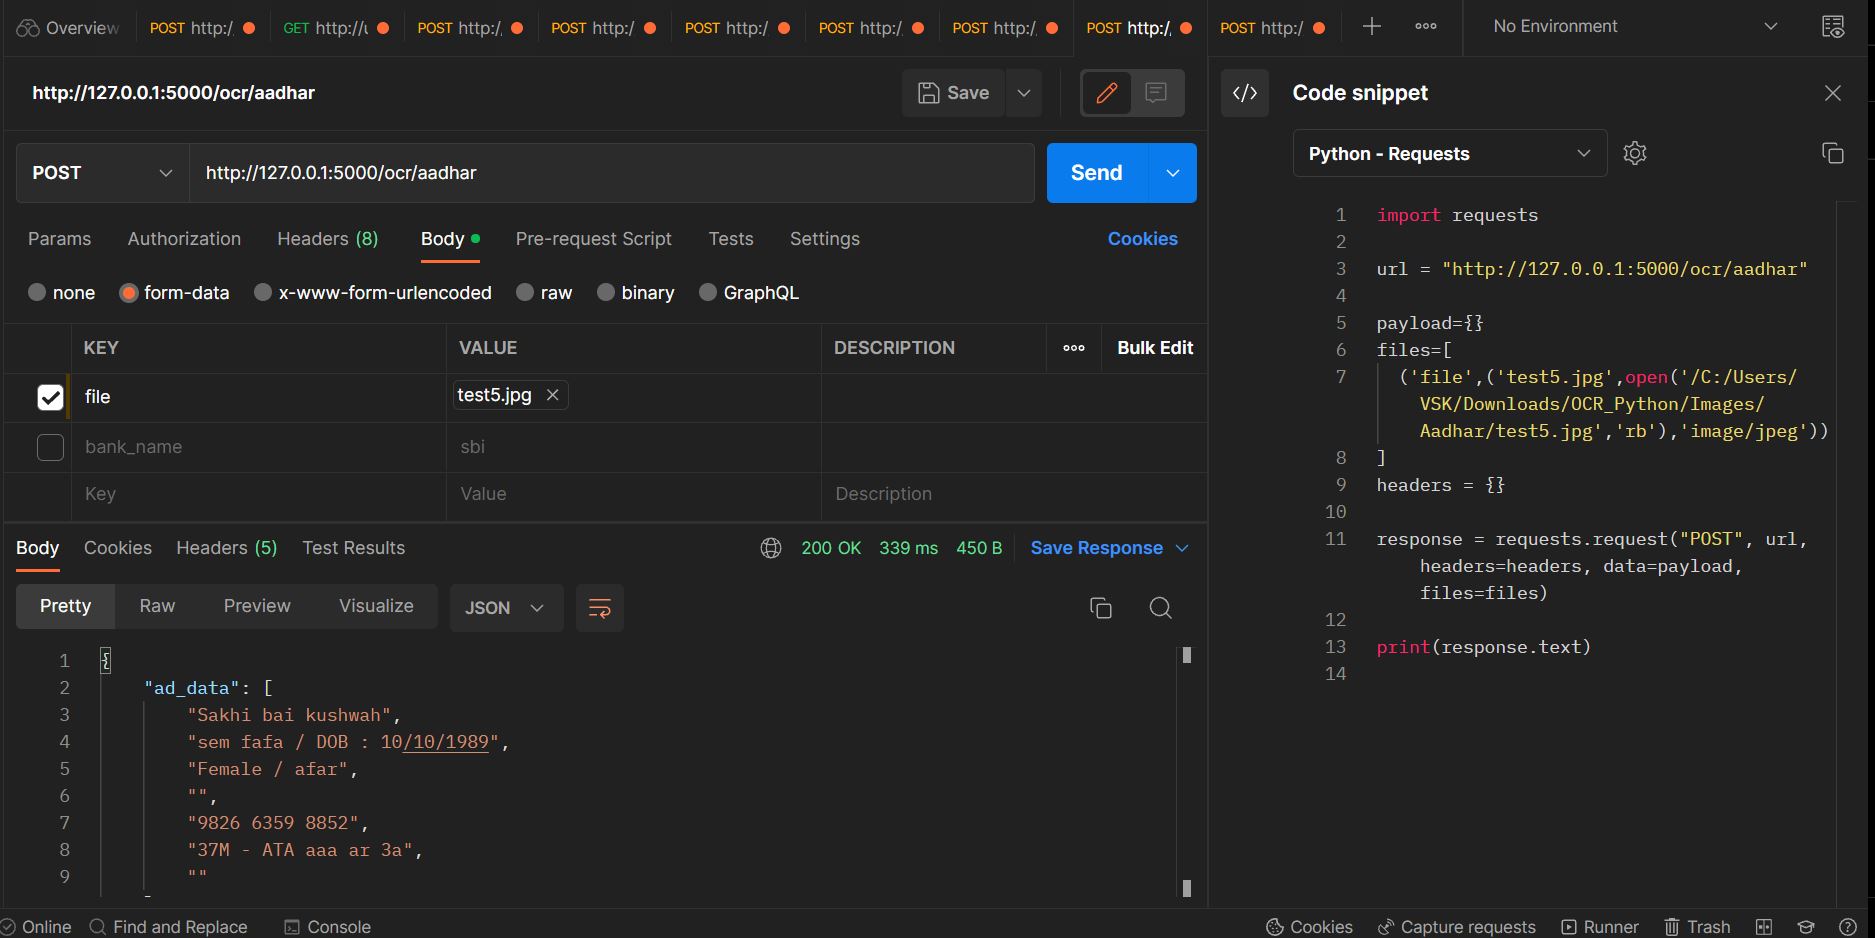 Overview POST http:/ GET http://u POST http:/ POST http:/ POST http:/ POST http:/ POST http:/ POST http:/, POST http:/ No Environment
http://127.0.0.1:5000/ocr/aadhar Save
POST http://127.0.0.1:5000/ocr/aadhar Send
Params Authorization Headers (8) Body Pre-request Script Tests Settings Cookies
none form-data x-www-form-urlencoded raw binary GraphQL
KEY VALUE DESCRIPTION Bulk Edit
file test5.jpg
bank_name sbi
Key Value Description
Body Cookies Headers (5) Test Results 200 OK 339 ms 450 B Save Response
Pretty Raw Preview Visualize JSON
1 {
2 "ad_data": [
3 "Sakhi bai kushwah",
4 "sem fafa / DOB : 10/10/1989",
5 "Female / afar",
6 "",
7 "9826 6359 8852",
8 "37M - ATA aaa ar 3a",
9 ""
Code snippet
Python - Requests
1 import requests
2
3 url = "http://127.0.0.1:5000/ocr/aadhar"
4
5 payload={}
6 files=[
7 ('file',('test5.jpg',open('/C:/Users/
VSK/Downloads/OCR_Python/Images/
Aadhar/test5.jpg','rb'),'image/jpeg'))
8 ]
9 headers = {}
10
11 response = requests.request("POST", url,
headers=headers, data=payload,
files=files)
12
13 print(response.text)
14
Online Find and Replace Console Cookies Capture requests Runner Trash